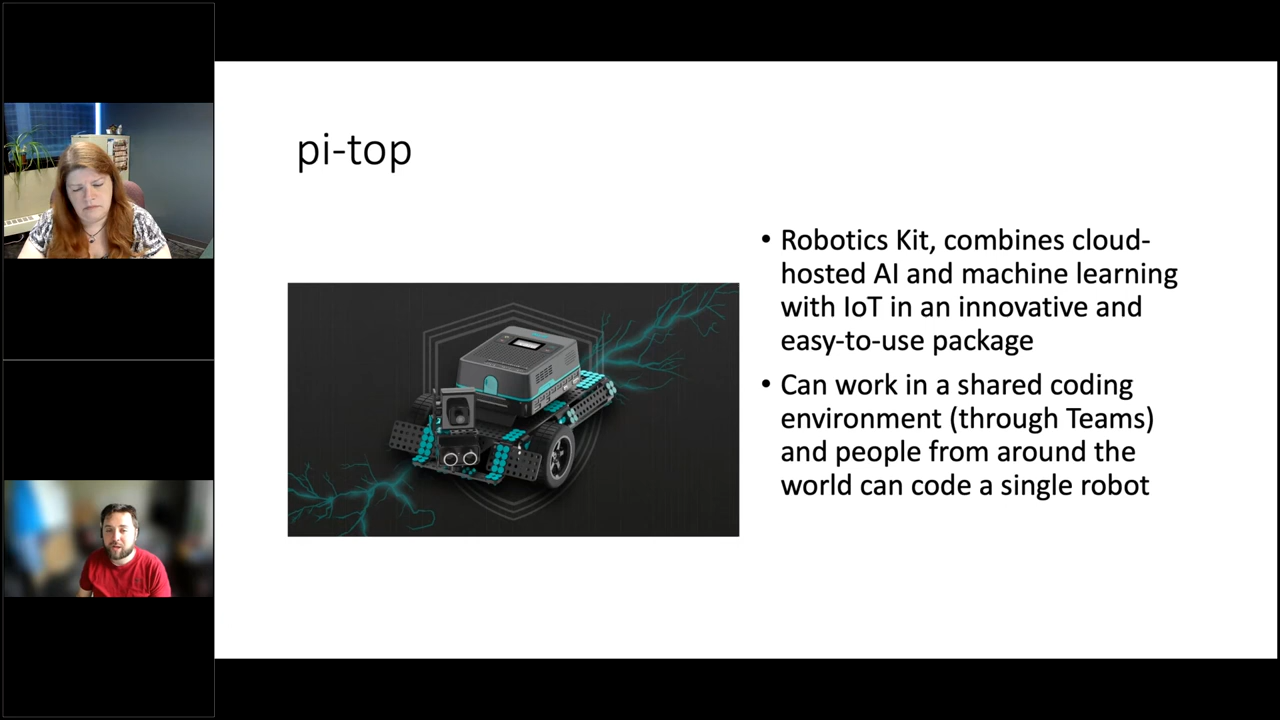 pi-top
• Robotics Kit, combines cloud-
hosted AI and machine learning
with IoT in an innovative and
easy-to-use package
• Can work in a shared coding
environment (through Teams)
and people from around the
world can code a single robot